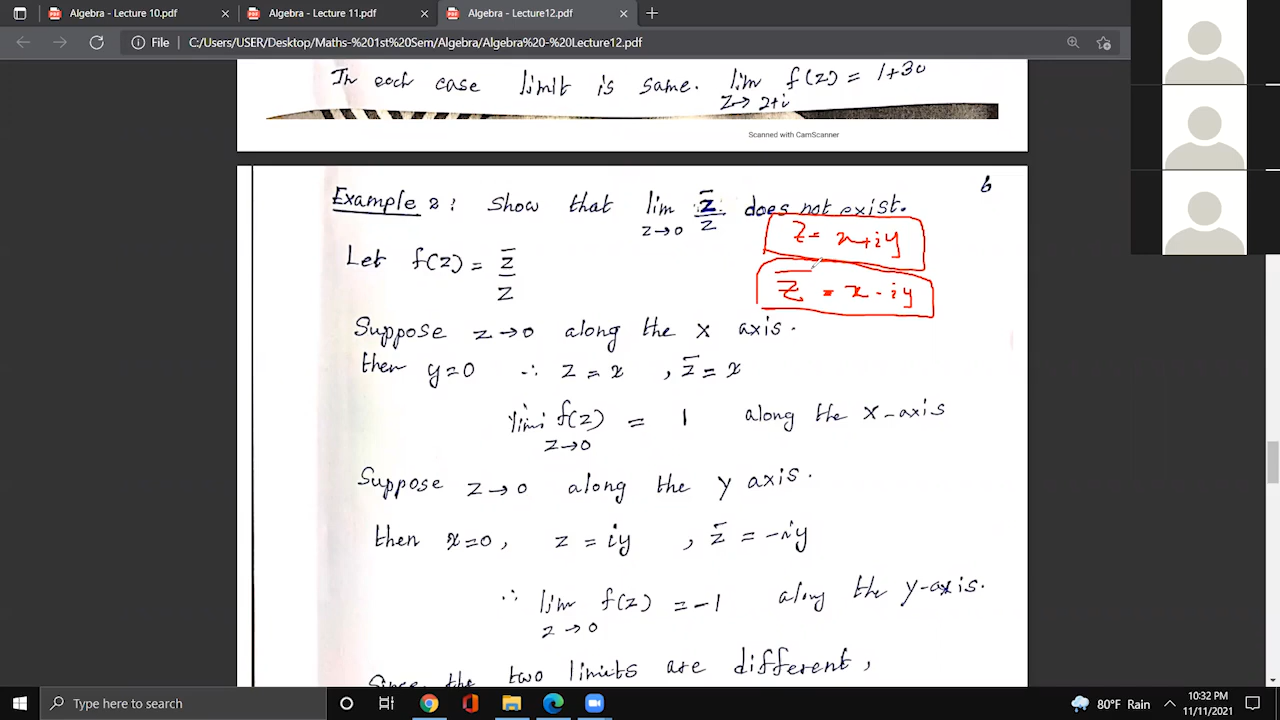 Algebra - Lecture 10.pdf
Algebra - Lecture 11.pdf
Algebra - Lecture12.pdf
File
C:/Users/USER/Desktop/Maths-%201st%20Sem/Algebra/Algebra%20-%20Lecture12.pdf
In each case limit is same. lim z→2+i f(z) = 1+3i
Scanned with CamScanner
6
Example 2: Show that lim z→0 z̄/z does not exist.
z = x+iy
Let f(z) = z̄/z
z̄ = x-iy
Suppose z→0 along the x axis.
then y=0 ∴ z = x , z̄ = x
lim z→0 f(z) = 1 along the x-axis
Suppose z→0 along the y axis.
then x=0, z = iy , z̄ = -iy
∴ lim z→0 f(z) = -1 along the y-axis.
Since the two limits are different,
Type here to search
80°F Rain
10:32 PM
11/11/2021